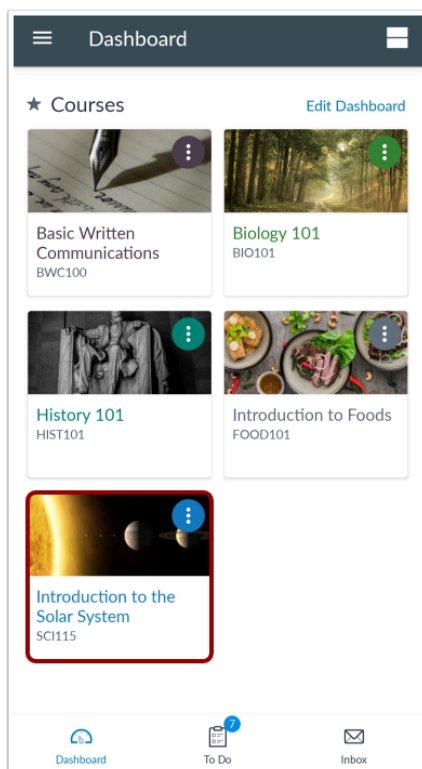 Dashboard
Courses
Edit Dashboard
Basic Written
Communications
BWC100
Biology 101
BIO101
History 101
HIST101
Introduction to Foods
FOOD101
Introduction to the
Solar System
SCI115
7
Dashboard
To Do
Inbox